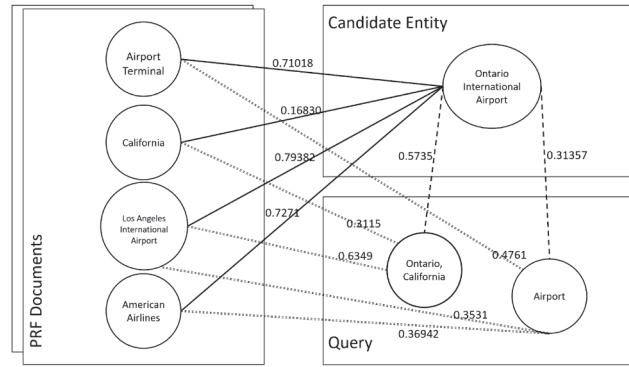 Candidate Entity
Airport
Terminal
0.71018
Ontario
International
Airport
California
0.16830
0.79382
0.5735
0.31357
Los Angeles
International
Airport
0.7271
0.3115
0.6349
Ontario,
California
0.4761
Airport
American
Airlines
0.3531
0.36942
PRF Documents
Query